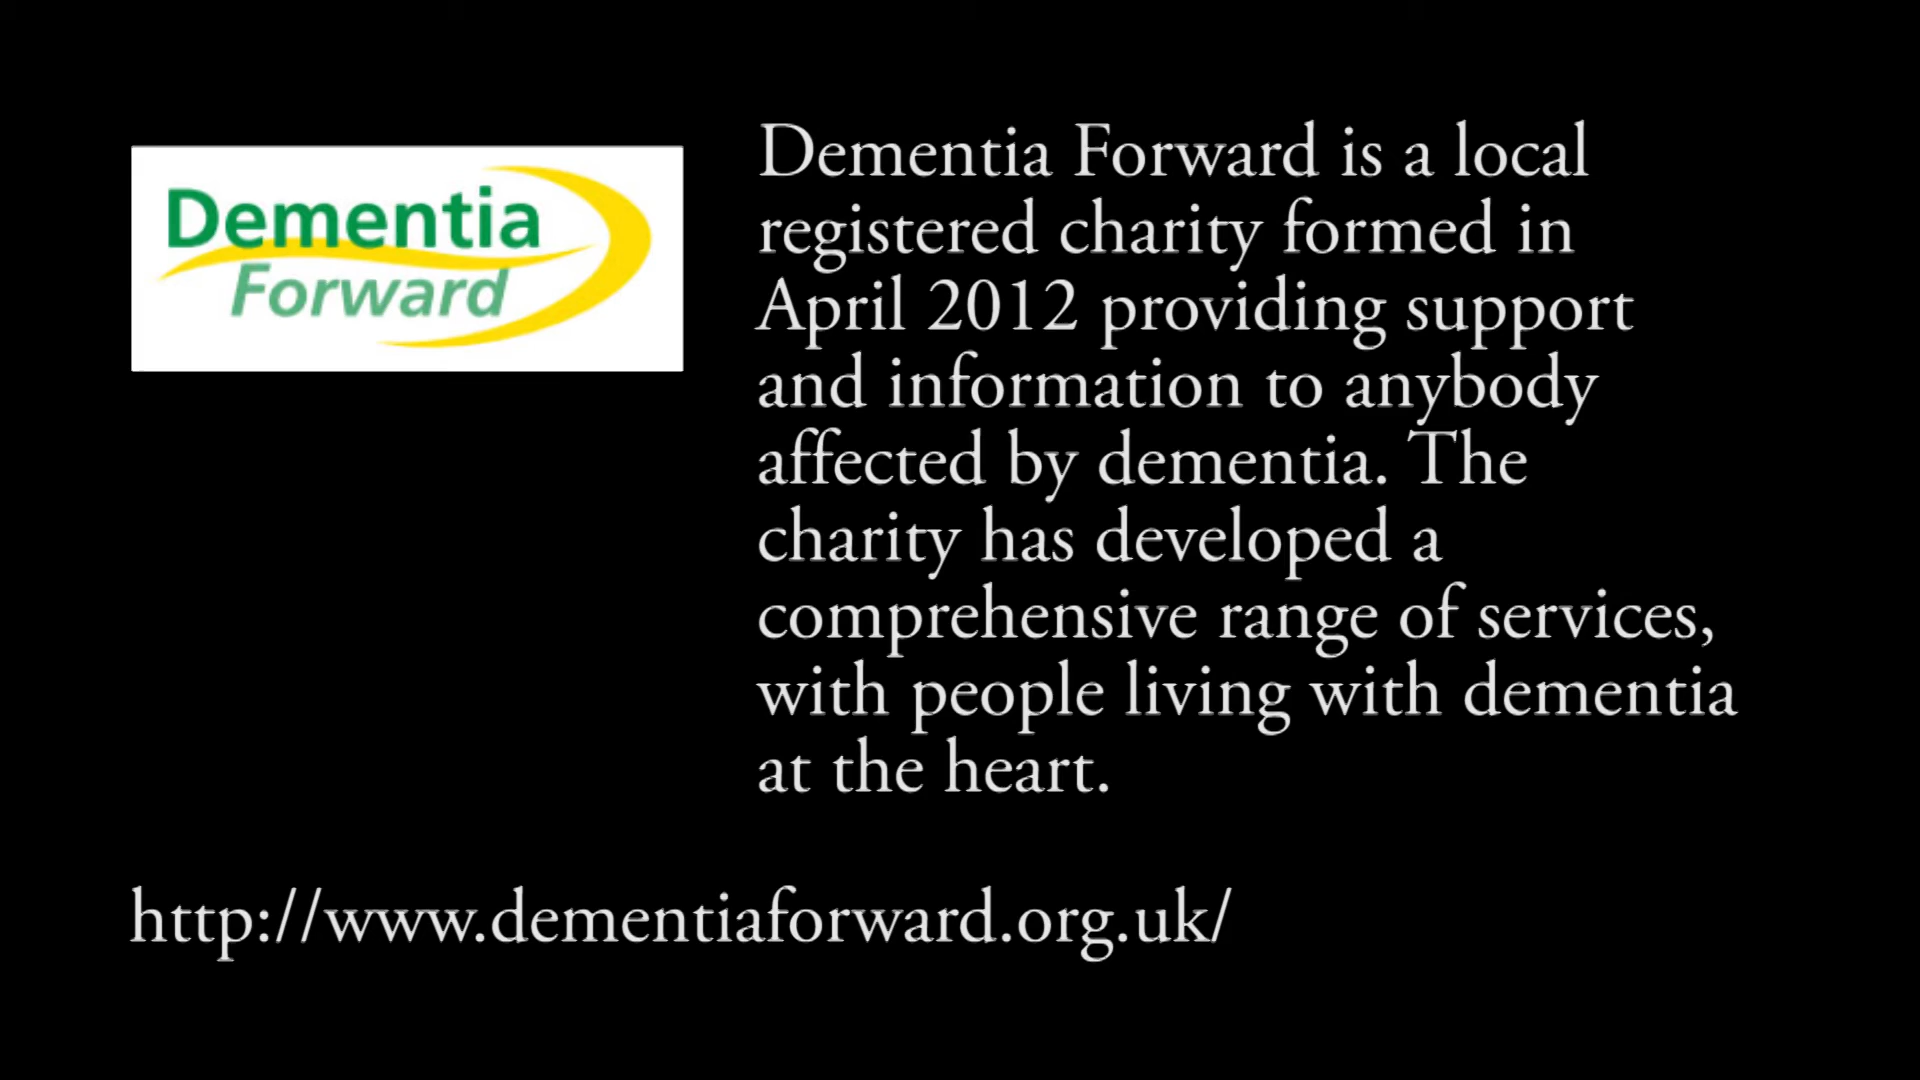 Dementia
Forward
Dementia Forward is a local
registered charity formed in
April 2012 providing support
and information to anybody
affected by dementia. The
charity has developed a
comprehensive range of services,
with people living with dementia
at the heart.
http://www.dementiaforward.org.uk/